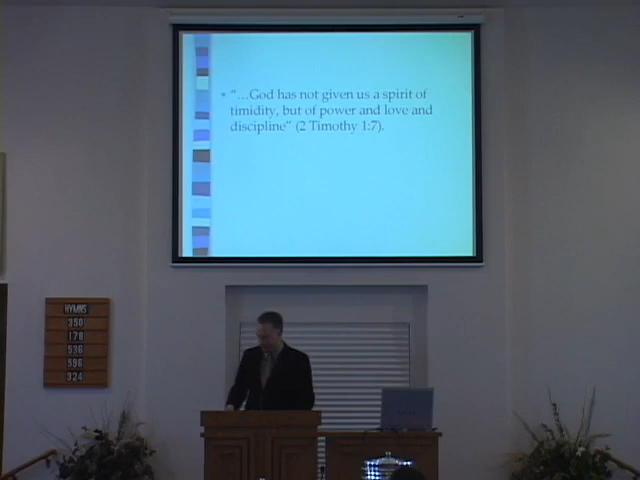 • “…God has not given us a spirit of
timidity, but of power and love and
discipline” (2 Timothy 1:7).
HYMNS
350
178
536
596
324